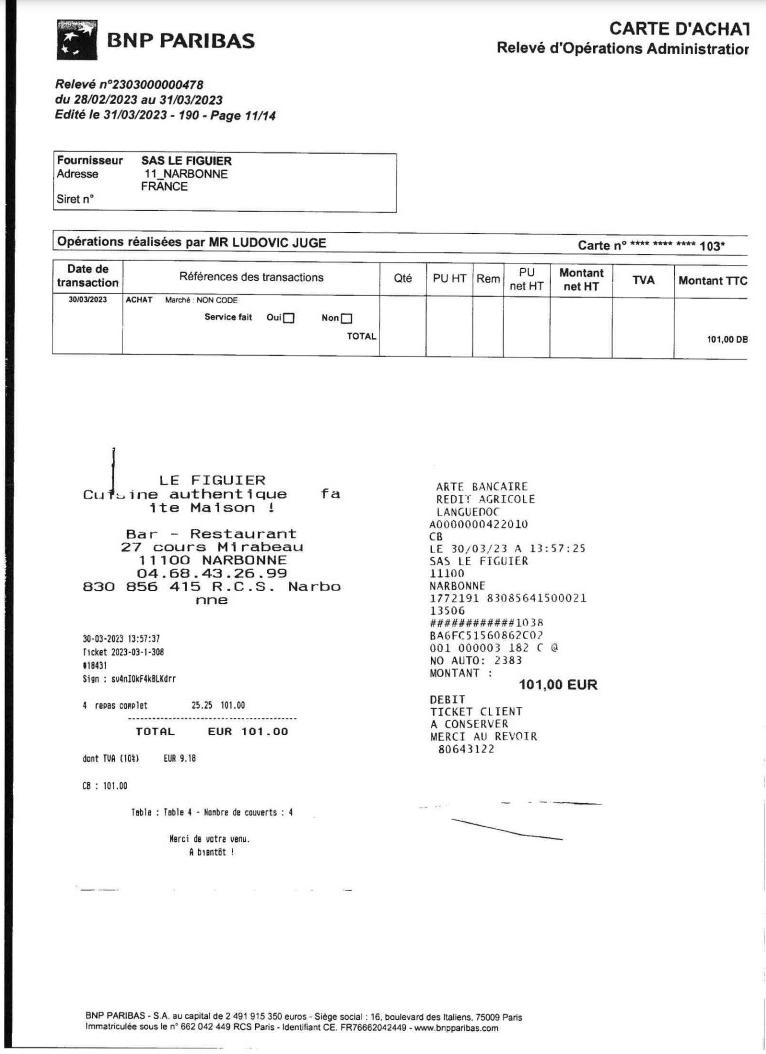 BNP PARIBAS
CARTE D'ACHAT
Relevé d'Opérations Administration
Relevé n°2303000000478
du 28/02/2023 au 31/03/2023
Edité le 31/03/2023 - 190 - Page 11/14
Fournisseur SAS LE FIGUIER
Adresse 11_NARBONNE
FRANCE
Siret n°
Opérations réalisées par MR LUDOVIC JUGE Carte n° **** **** **** 103*
Date de transaction Références des transactions Qté PU HT Rem PU net HT Montant net HT TVA Montant TTC
30/03/2023 ACHAT Marché : NON CODE
Service fait Oui Non
TOTAL 101,00 DB
LE FIGUIER
Cuisine authentique fa
ite Maison !
Bar - Restaurant
27 cours Mirabeau
11100 NARBONNE
04.68.43.26.99
830 856 415 R.C.S. Narbo
nne
30-03-2023 13:57:37
Ticket 2023-03-1-308
#18431
Sign : sv4nI0kF4kBLKdrr
4 repas complet 25.25 101.00
TOTAL EUR 101.00
dont TVA (10%) EUR 9.18
CB : 101.00
Table : Table 4 - Nombre de couverts : 4
Merci de votre venu.
A bientôt !
ARTE BANCAIRE
REDIT AGRICOLE
LANGUEDOC
A0000000422010
CB
LE 30/03/23 A 13:57:25
SAS LE FIGUIER
11100
NARBONNE
1772191 83085641500021
13506
############1038
BA6FC51560862C02
001 000003 182 C @
NO AUTO: 2383
MONTANT :
101,00 EUR
DEBIT
TICKET CLIENT
A CONSERVER
MERCI AU REVOIR
80643122
BNP PARIBAS - S.A. au capital de 2 491 915 350 euros - Siège social : 16, boulevard des Italiens, 75009 Paris
Immatriculée sous le n° 662 042 449 RCS Paris - Identifiant CE. FR76662042449 - www.bnpparibas.com